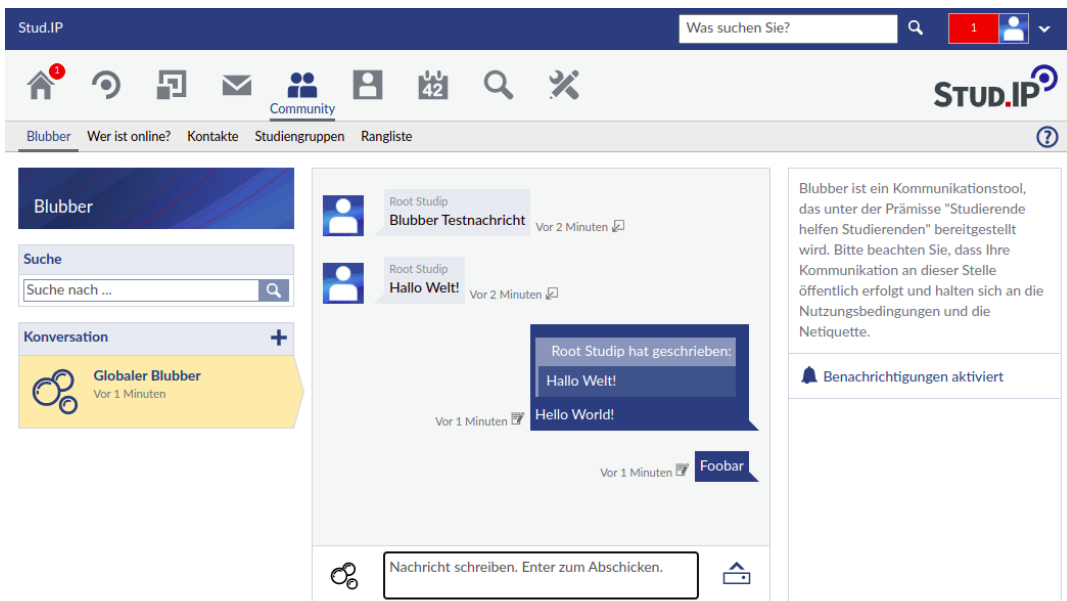 Stud.IP
Was suchen Sie?
1
1
42
Community
STUD.IP
Blubber Wer ist online? Kontakte Studiengruppen Rangliste
?
Blubber
Suche
Suche nach ...
Konversation
Globaler Blubber
Vor 1 Minuten
Root Studip
Blubber Testnachricht
Vor 2 Minuten
Root Studip
Hallo Welt!
Vor 2 Minuten
Root Studip hat geschrieben:
Hallo Welt!
Hello World!
Vor 1 Minuten
Vor 1 Minuten
Foobar
Nachricht schreiben. Enter zum Abschicken.
Blubber ist ein Kommunikationstool,
das unter der Prämisse "Studierende
helfen Studierenden" bereitgestellt
wird. Bitte beachten Sie, dass Ihre
Kommunikation an dieser Stelle
öffentlich erfolgt und halten sich an die
Nutzungsbedingungen und die
Netiquette.
Benachrichtigungen aktiviert